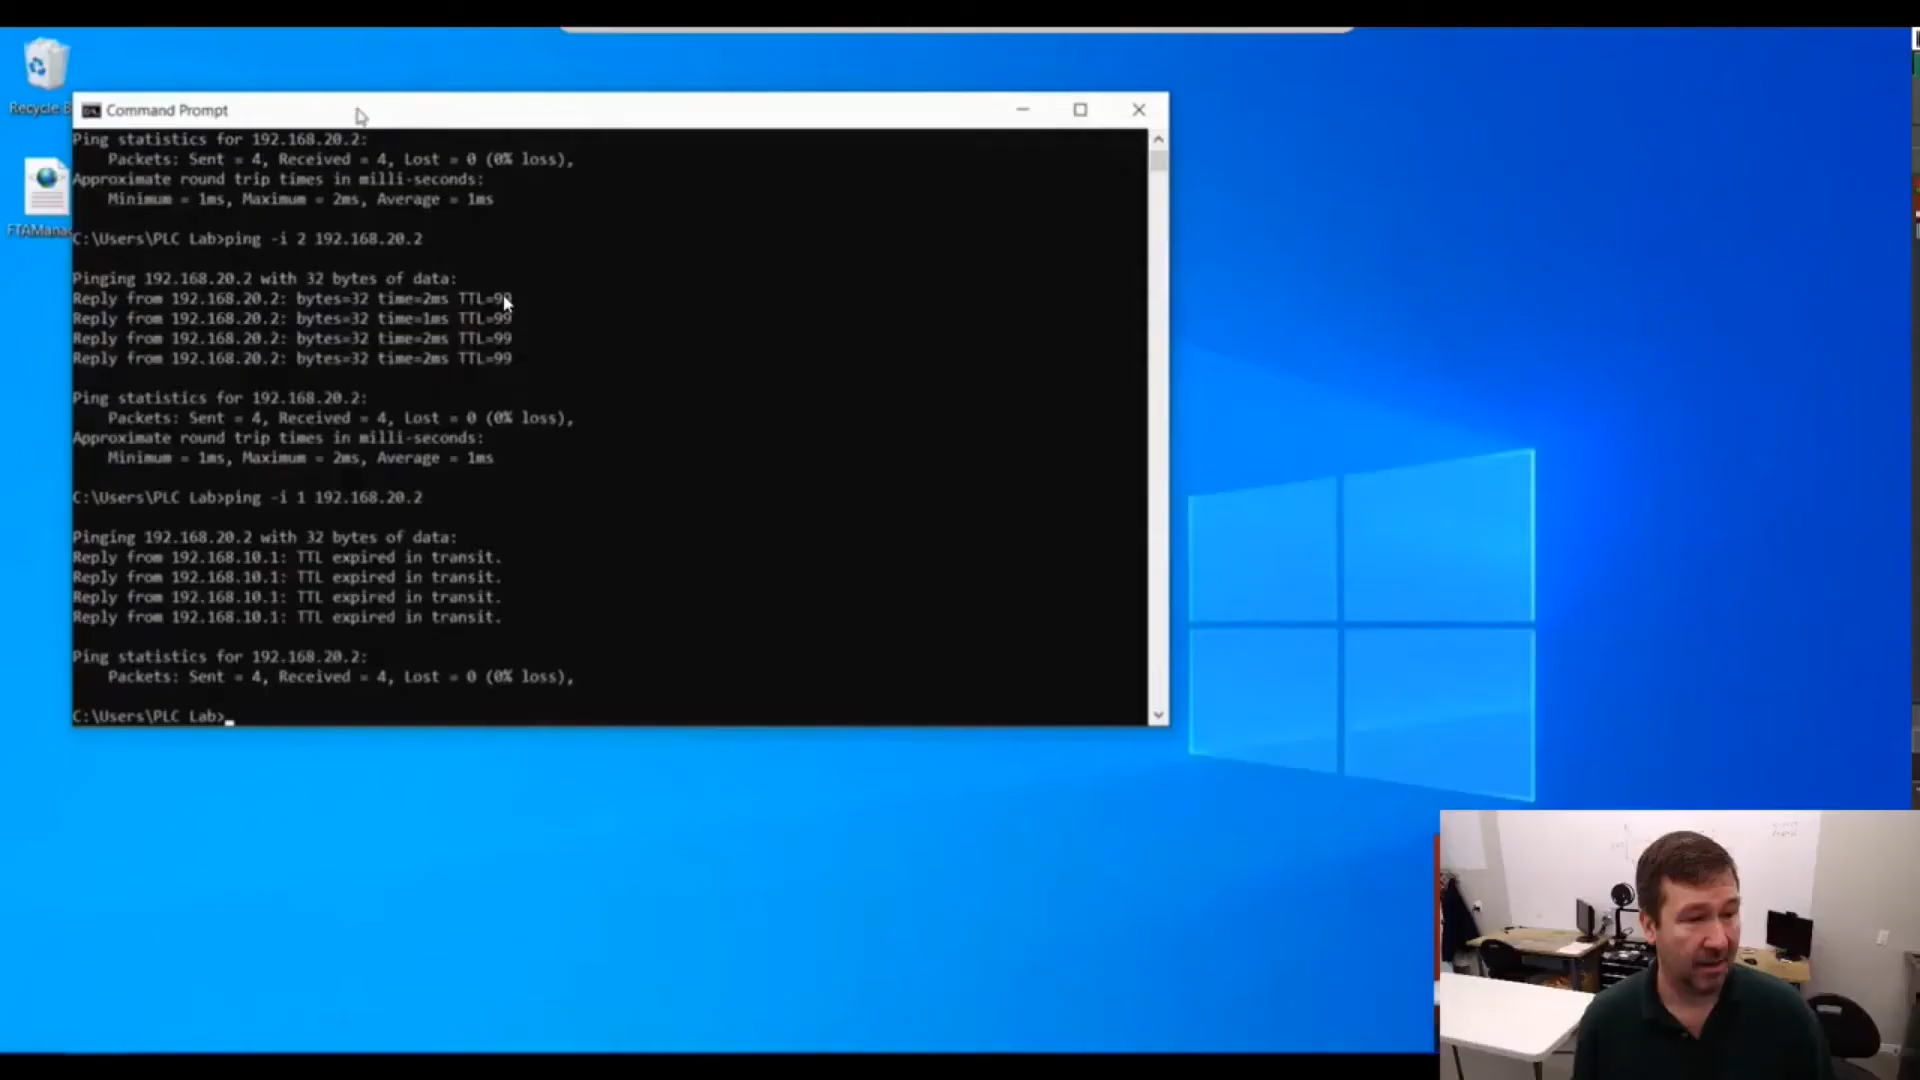 Recycle B
FTAMana
Command Prompt
Ping statistics for 192.168.20.2:
Packets: Sent = 4, Received = 4, Lost = 0 (0% loss),
Approximate round trip times in milli-seconds:
Minimum = 1ms, Maximum = 2ms, Average = 1ms
C:\Users\PLC Lab>ping -i 2 192.168.20.2
Pinging 192.168.20.2 with 32 bytes of data:
Reply from 192.168.20.2: bytes=32 time=2ms TTL=99
Reply from 192.168.20.2: bytes=32 time=1ms TTL=99
Reply from 192.168.20.2: bytes=32 time=2ms TTL=99
Reply from 192.168.20.2: bytes=32 time=2ms TTL=99
Ping statistics for 192.168.20.2:
Packets: Sent = 4, Received = 4, Lost = 0 (0% loss),
Approximate round trip times in milli-seconds:
Minimum = 1ms, Maximum = 2ms, Average = 1ms
C:\Users\PLC Lab>ping -i 1 192.168.20.2
Pinging 192.168.20.2 with 32 bytes of data:
Reply from 192.168.10.1: TTL expired in transit.
Reply from 192.168.10.1: TTL expired in transit.
Reply from 192.168.10.1: TTL expired in transit.
Reply from 192.168.10.1: TTL expired in transit.
Ping statistics for 192.168.20.2:
Packets: Sent = 4, Received = 4, Lost = 0 (0% loss),
C:\Users\PLC Lab>